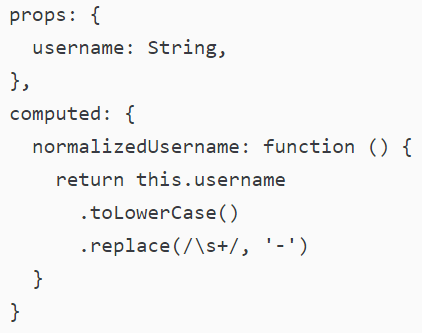 props: {
  username: String,
},
computed: {
  normalizedUsername: function () {
    return this.username
      .toLowerCase()
      .replace(/\s+/, '-')
  }
}